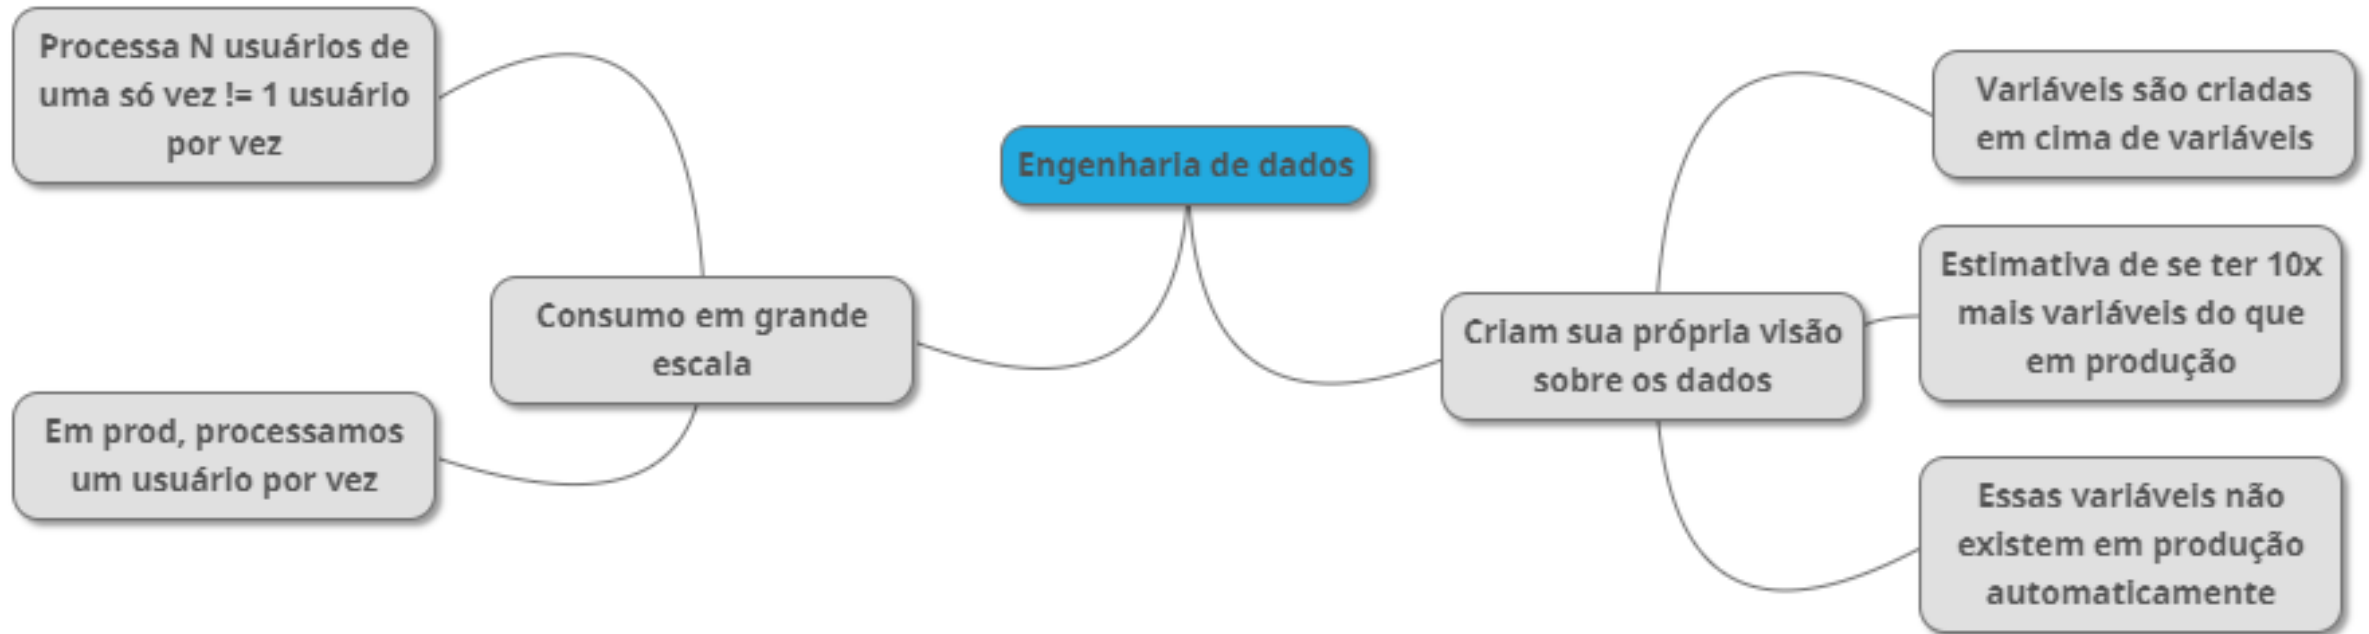 Processa N usuários de
uma só vez != 1 usuário
por vez
Em prod, processamos
um usuário por vez
Consumo em grande
escala
Engenharia de dados
Criam sua própria visão
sobre os dados
Variáveis são criadas
em cima de variáveis
Estimativa de se ter 10x
mais variáveis do que
em produção
Essas variáveis não
existem em produção
automaticamente